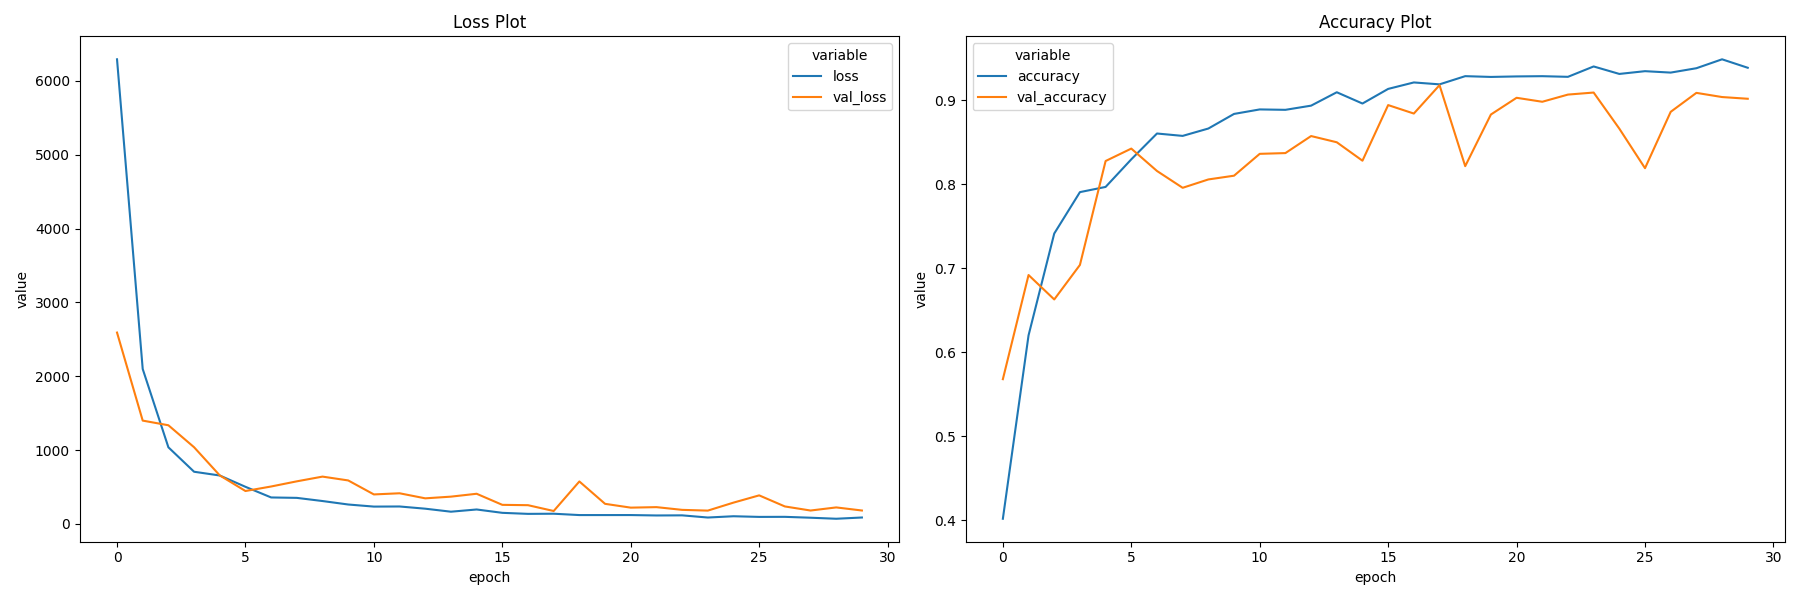 Loss Plot
variable
loss
val_loss
value
6000
5000
4000
3000
2000
1000
0
0 5 10 15 20 25 30
epoch
Accuracy Plot
variable
accuracy
val_accuracy
value
0.9
0.8
0.7
0.6
0.5
0.4
0 5 10 15 20 25 30
epoch